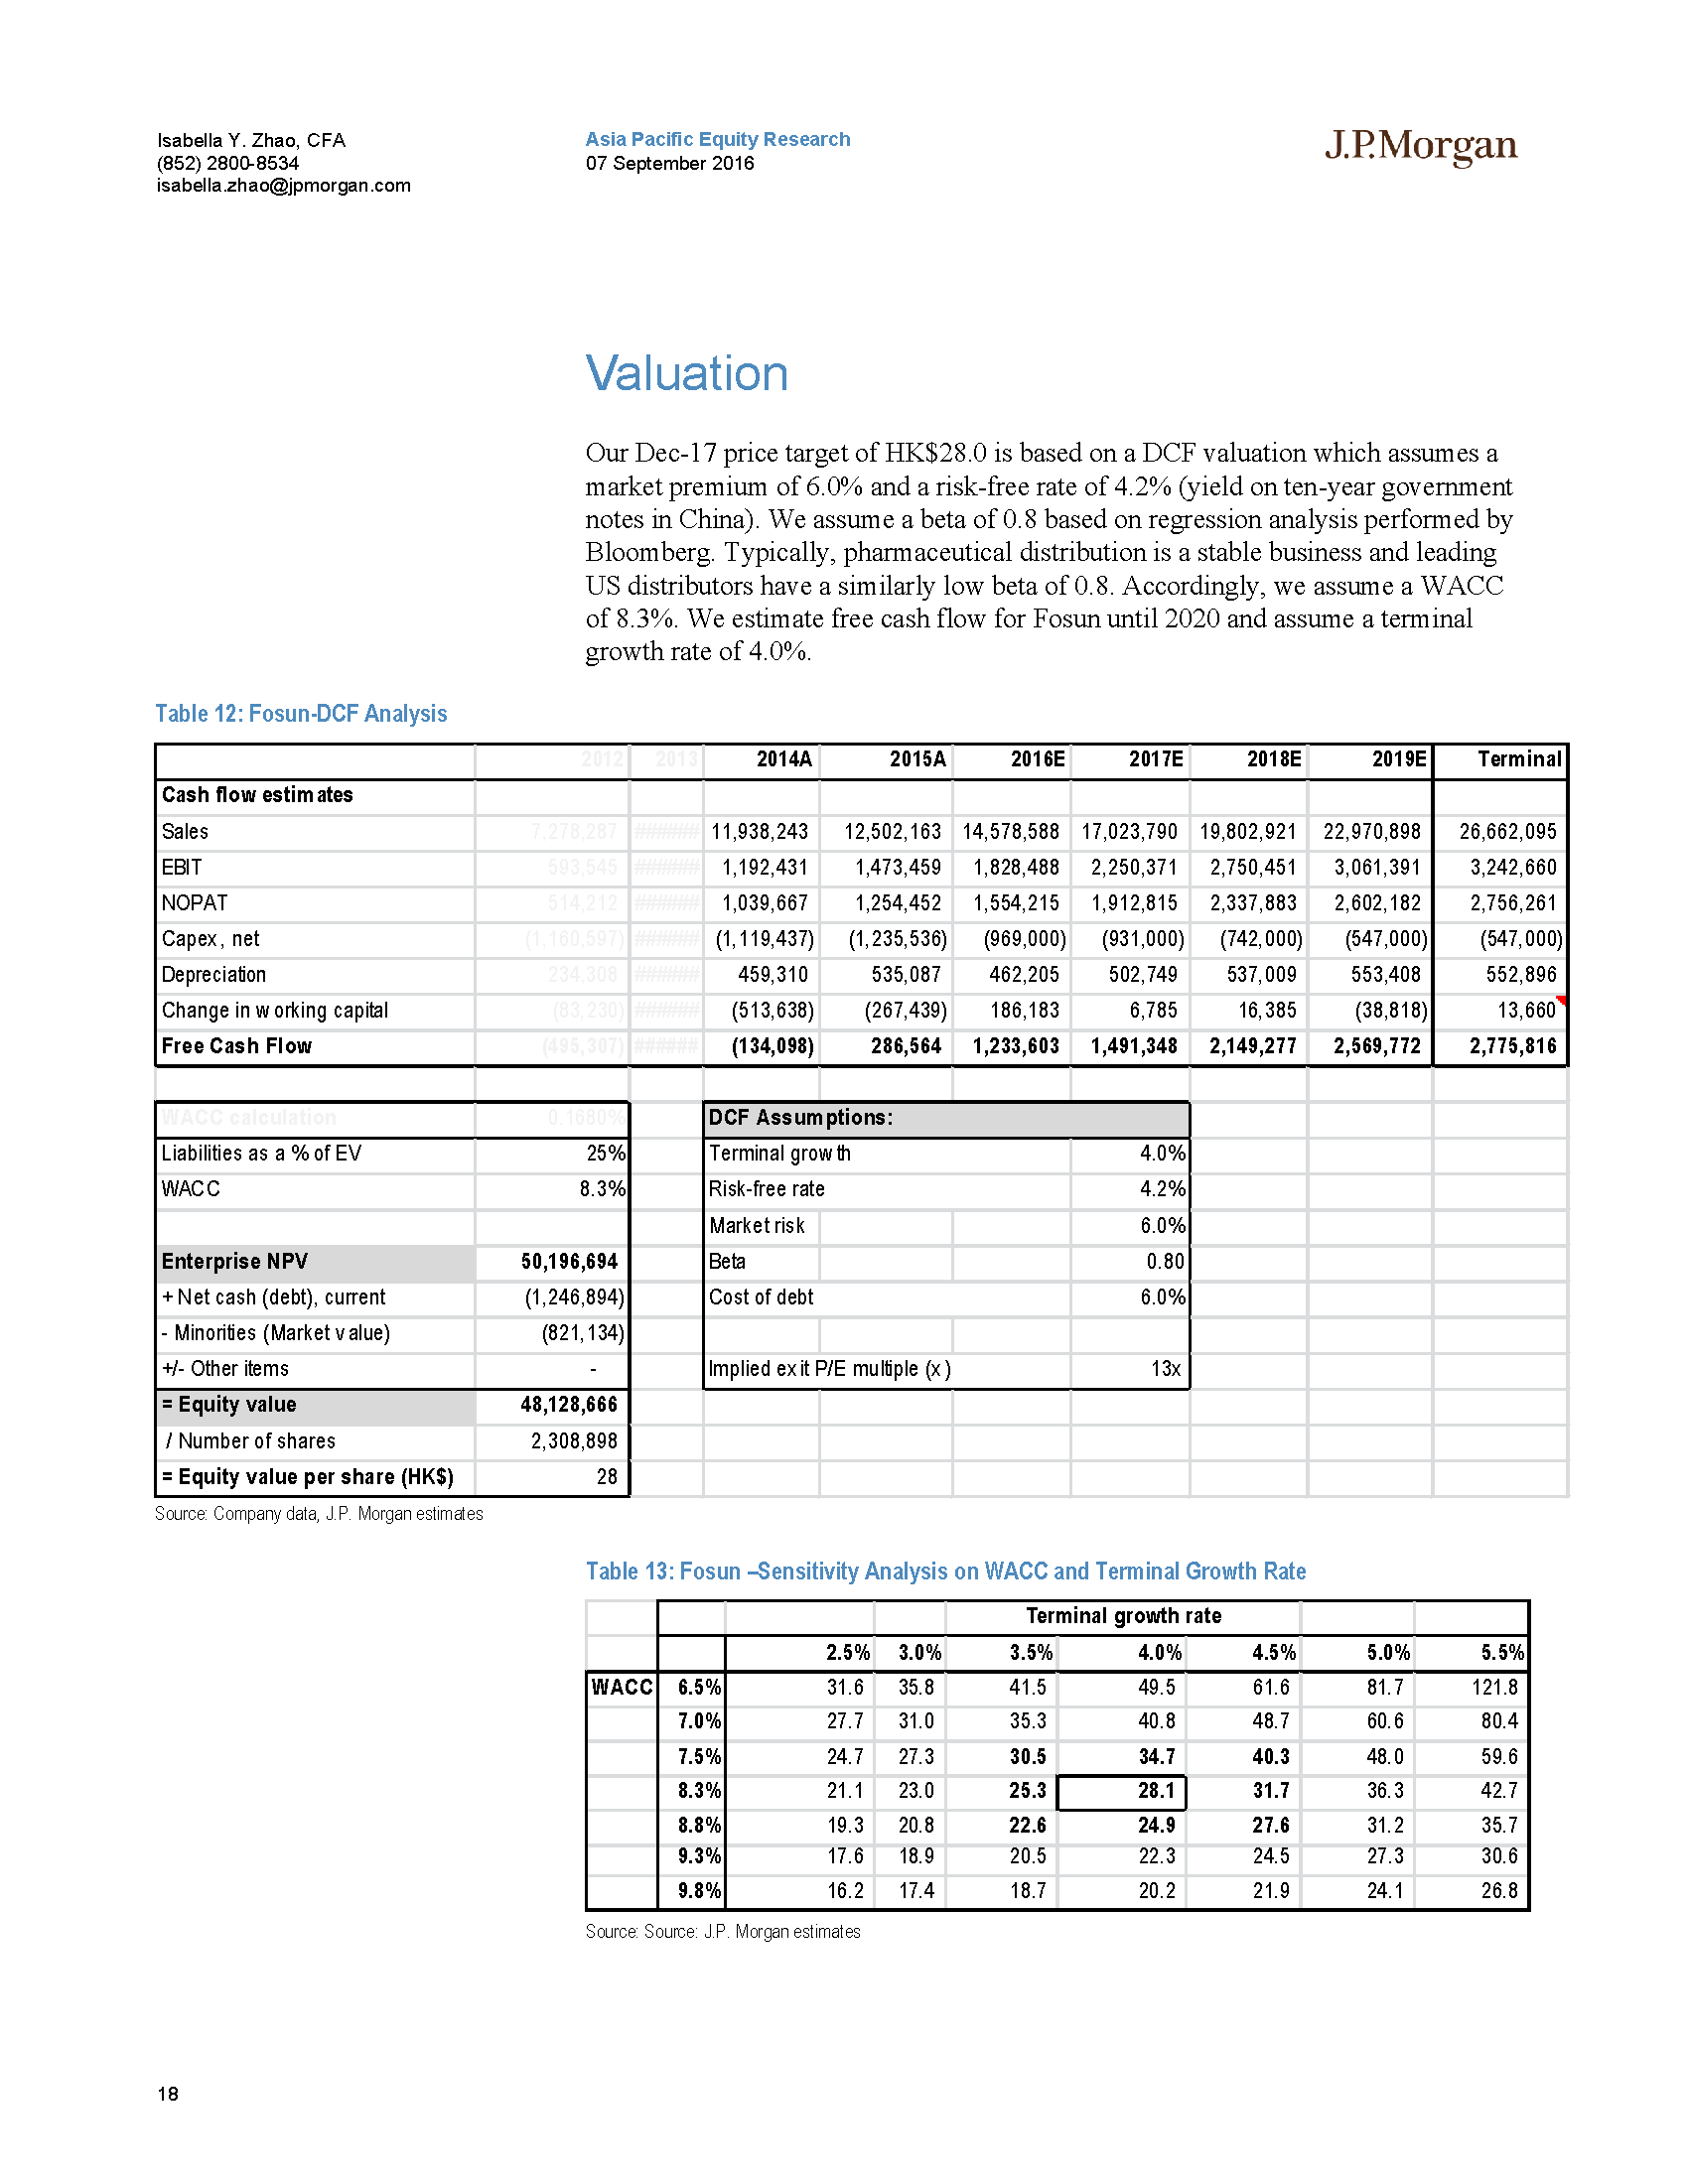 Isabella Y. Zhao, CFA
(852) 2800-8534
isabella.zhao@jpmorgan.com
Asia Pacific Equity Research
07 September 2016
J.P.Morgan
Valuation
Our Dec-17 price target of HK$28.0 is based on a DCF valuation which assumes a
market premium of 6.0% and a risk-free rate of 4.2% (yield on ten-year government
notes in China). We assume a beta of 0.8 based on regression analysis performed by
Bloomberg. Typically, pharmaceutical distribution is a stable business and leading
US distributors have a similarly low beta of 0.8. Accordingly, we assume a WACC
of 8.3%. We estimate free cash flow for Fosun until 2020 and assume a terminal
growth rate of 4.0%.
Table 12: Fosun-DCF Analysis
2012 2013 2014A 2015A 2016E 2017E 2018E 2019E Terminal
Cash flow estimates
Sales 7,278,287 ###### 11,938,243 12,502,163 14,578,588 17,023,790 19,802,921 22,970,898 26,662,095
EBIT 593,545 ###### 1,192,431 1,473,459 1,828,488 2,250,371 2,750,451 3,061,391 3,242,660
NOPAT 514,212 ###### 1,039,667 1,254,452 1,554,215 1,912,815 2,337,883 2,602,182 2,756,261
Capex, net (1,160,597) ###### (1,119,437) (1,235,536) (969,000) (931,000) (742,000) (547,000) (547,000)
Depreciation 234,308 ###### 459,310 535,087 462,205 502,749 537,009 553,408 552,896
Change in working capital (83,230) ###### (513,638) (267,439) 186,183 6,785 16,385 (38,818) 13,660
Free Cash Flow (495,307) ###### (134,098) 286,564 1,233,603 1,491,348 2,149,277 2,569,772 2,775,816
WACC calculation 0.1680% DCF Assumptions:
Liabilities as a % of EV 25% Terminal growth 4.0%
WACC 8.3% Risk-free rate 4.2%
Market risk 6.0%
Enterprise NPV 50,196,694 Beta 0.80
+ Net cash (debt), current (1,246,894) Cost of debt 6.0%
- Minorities (Market value) (821,134)
+/- Other items - Implied exit P/E multiple (x) 13x
= Equity value 48,128,666
/ Number of shares 2,308,898
= Equity value per share (HK$) 28
Source: Company data, J.P. Morgan estimates
Table 13: Fosun –Sensitivity Analysis on WACC and Terminal Growth Rate
Terminal growth rate
2.5% 3.0% 3.5% 4.0% 4.5% 5.0% 5.5%
WACC 6.5% 31.6 35.8 41.5 49.5 61.6 81.7 121.8
7.0% 27.7 31.0 35.3 40.8 48.7 60.6 80.4
7.5% 24.7 27.3 30.5 34.7 40.3 48.0 59.6
8.3% 21.1 23.0 25.3 28.1 31.7 36.3 42.7
8.8% 19.3 20.8 22.6 24.9 27.6 31.2 35.7
9.3% 17.6 18.9 20.5 22.3 24.5 27.3 30.6
9.8% 16.2 17.4 18.7 20.2 21.9 24.1 26.8
Source: Source: J.P. Morgan estimates
18